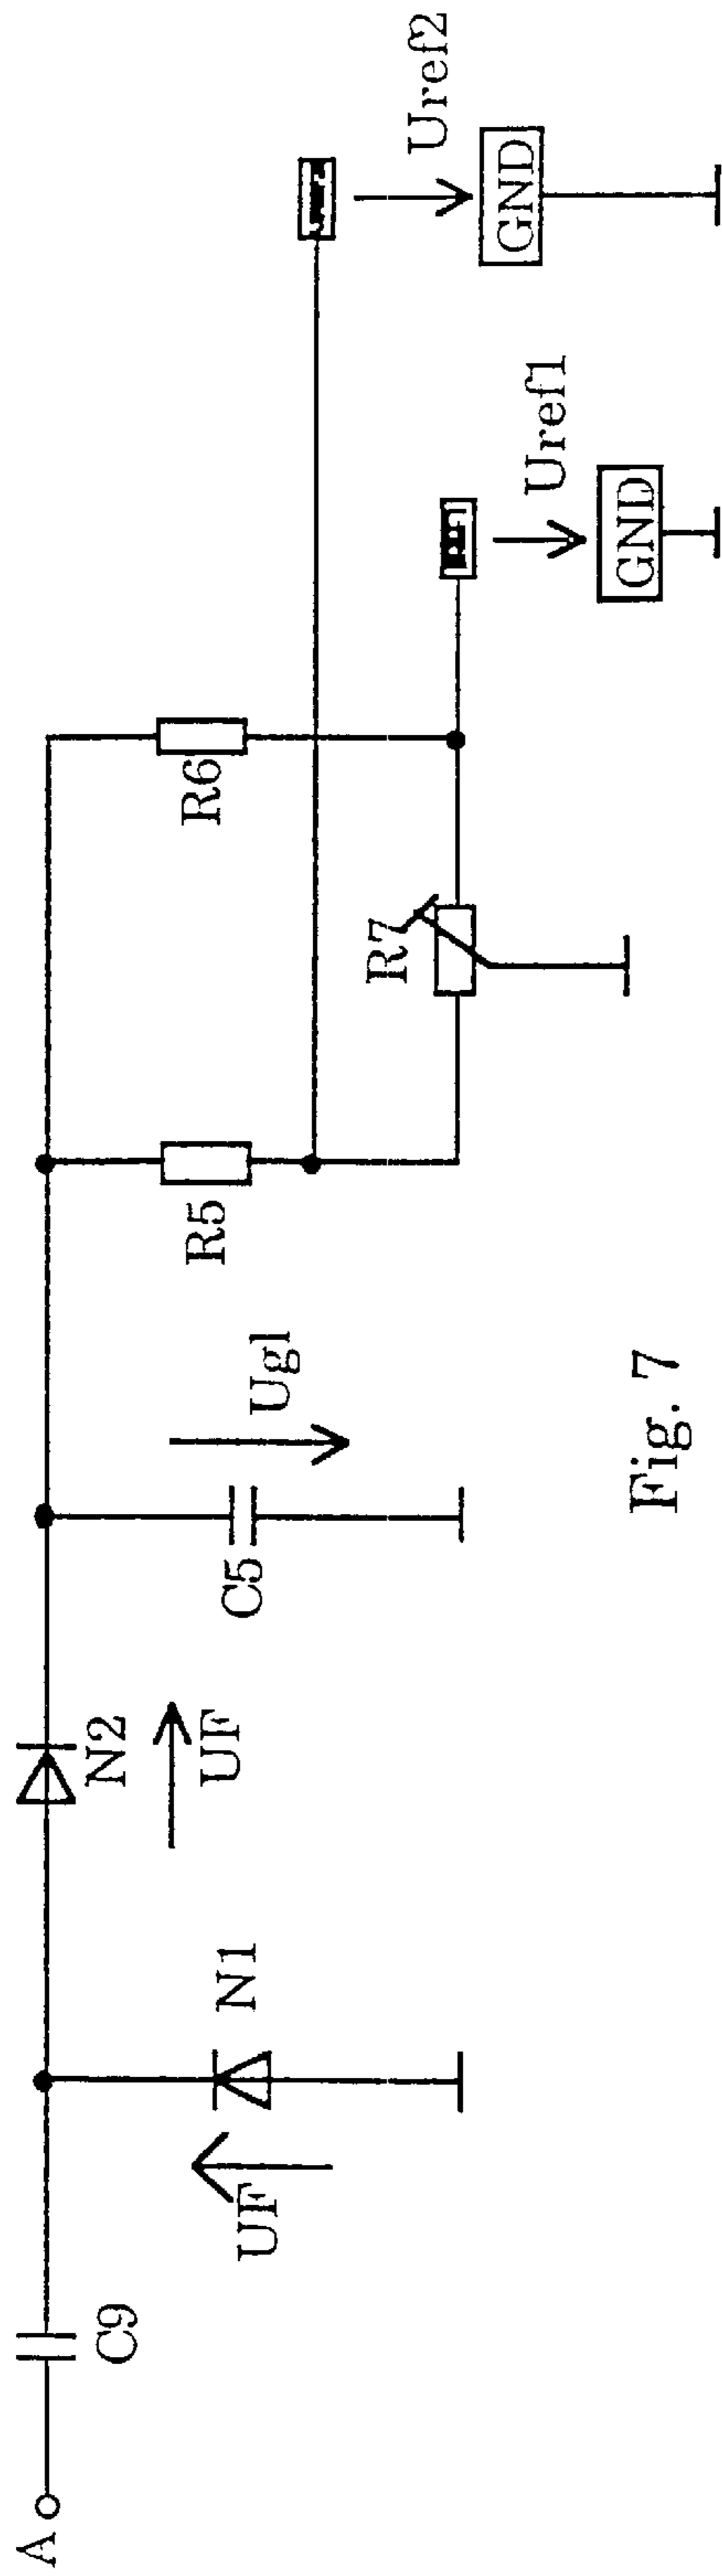 A
C9
UF
N1
N2
UF
C5
Ugl
R5
R6
R7
Uref2
GND
Uref1
GND
Fig. 7